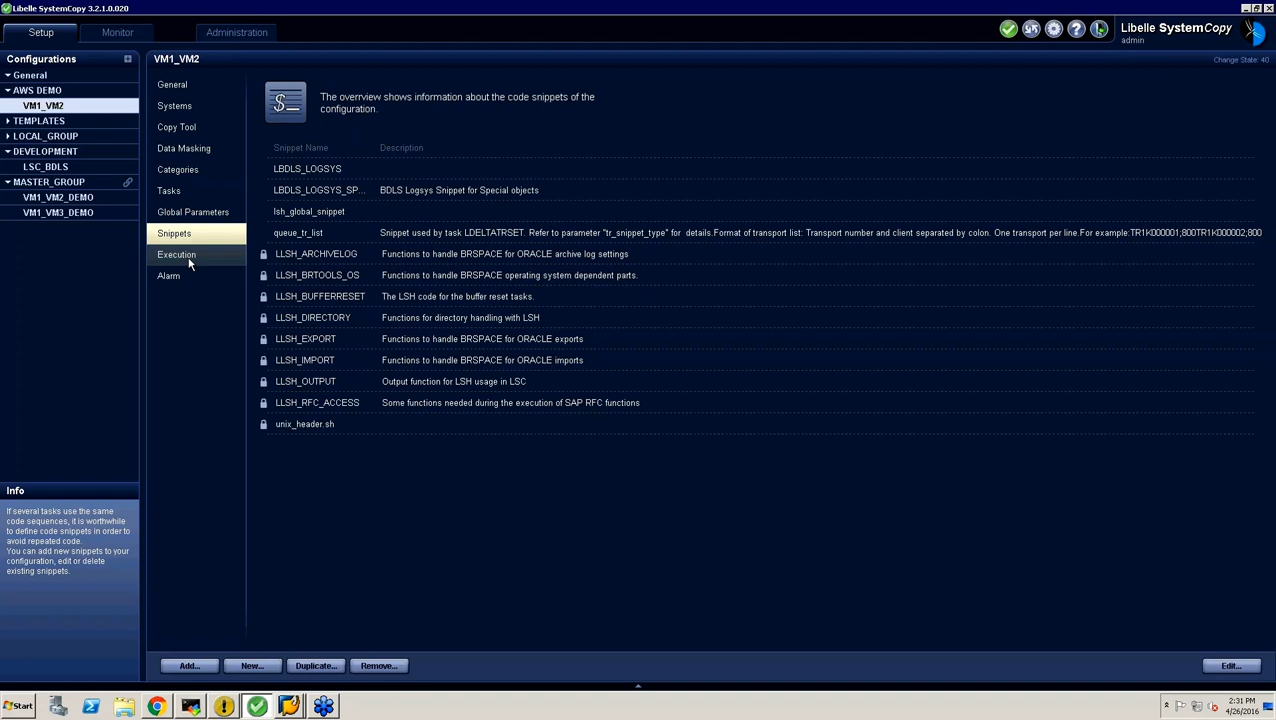 Libelle SystemCopy 3.2.1.0.020
Setup
Monitor
Administration
Libelle SystemCopy
admin
Configurations
General
AWS DEMO
VM1_VM2
TEMPLATES
LOCAL_GROUP
DEVELOPMENT
LSC_BDLS
MASTER_GROUP
VM1_VM2_DEMO
VM1_VM3_DEMO
Info
If several tasks use the same
code sequences, it is worthwhile
to define code snippets in order to
avoid repeated code.
You can add new snippets to your
configuration, edit or delete
existing snippets.
VM1_VM2
Change State: 40
General
Systems
Copy Tool
Data Masking
Categories
Tasks
Global Parameters
Snippets
Execution
Alarm
The overview shows information about the code snippets of the
configuration.
Snippet Name Description
LBDLS_LOGSYS
LBDLS_LOGSYS_SP... BDLS Logsys Snippet for Special objects
lsh_global_snippet
queue_tr_list Snippet used by task LDELTATRSET. Refer to parameter "tr_snippet_type" for details.Format of transport list: Transport number and client separated by colon. One transport per line.For example:TR1K000001;800TR1K000002;800
LLSH_ARCHIVELOG Functions to handle BRSPACE for ORACLE archive log settings
LLSH_BRTOOLS_OS Functions to handle BRSPACE operating system dependent parts.
LLSH_BUFFERRESET The LSH code for the buffer reset tasks.
LLSH_DIRECTORY Functions for directory handling with LSH
LLSH_EXPORT Functions to handle BRSPACE for ORACLE exports
LLSH_IMPORT Functions to handle BRSPACE for ORACLE imports
LLSH_OUTPUT Output function for LSH usage in LSC
LLSH_RFC_ACCESS Some functions needed during the execution of SAP RFC functions
unix_header.sh
Add...
New...
Duplicate...
Remove...
Edit...
Start
2:31 PM
4/26/2016